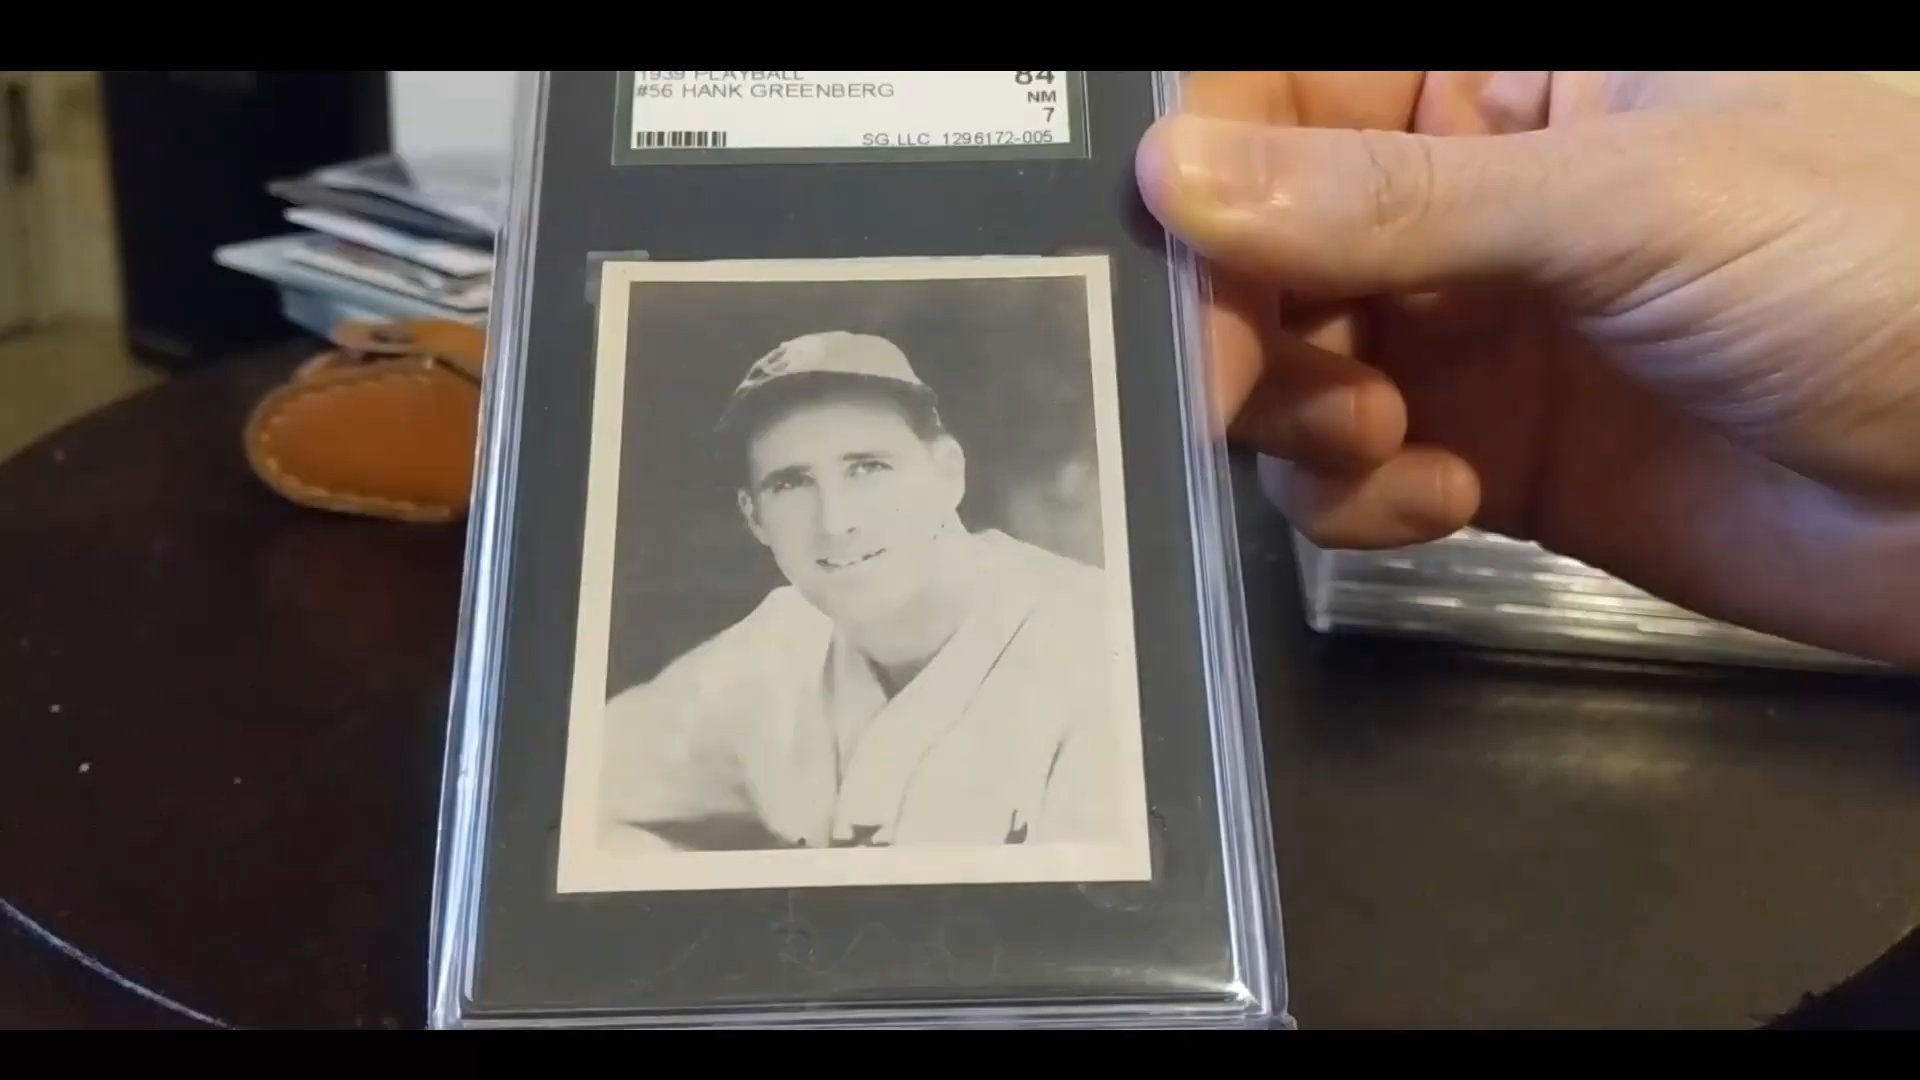 1939 PLAYBALL
84
#56 HANK GREENBERG
NM
7
SG, LLC 1296172-005